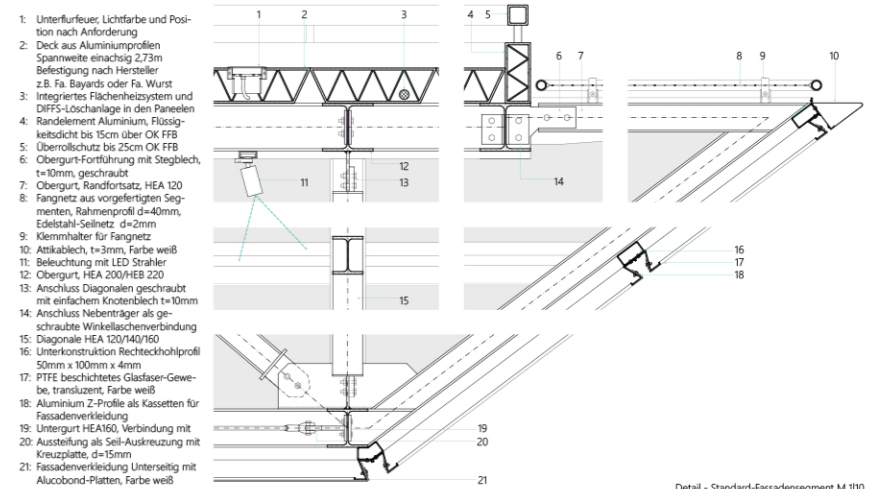 1: Unterflurfeuer, Lichtfarbe und Posi-
tion nach Anforderung
2: Deck aus Aluminiumprofilen
Spannweite einachsig 2,73m
Befestigung nach Hersteller
z.B. Fa. Bayards oder Fa. Wurst
3: Integriertes Flächenheizsystem und
DIFFS-Löschanlage in den Paneelen
4: Randelement Aluminium, Flüssig-
keitsdicht bis 15cm über OK FFB
5: Überrollschutz bis 25cm OK FFB
6: Obergurt-Fortführung mit Stegblech,
t=10mm, geschraubt
7: Obergurt, Randfortsatz, HEA 120
8: Fangnetz aus vorgefertigten Seg-
menten, Rahmenprofil d=40mm,
Edelstahl-Seilnetz d=2mm
9: Klemmhalter für Fangnetz
10: Attikablech, t=3mm, Farbe weiß
11: Beleuchtung mit LED Strahler
12: Obergurt, HEA 200/HEB 220
13: Anschluss Diagonalen geschraubt
mit einfachem Knotenblech t=10mm
14: Anschluss Nebenträger als ge-
schraubte Winkellaschenverbindung
15: Diagonale HEA 120/140/160
16: Unterkonstruktion Rechteckhohlprofil
50mm x 100mm x 4mm
17: PTFE beschichtetes Glasfaser-Gewe-
be, transluzent, Farbe weiß
18: Aluminium Z-Profile als Kassetten für
Fassadenverkleidung
19: Untergurt HEA160, Verbindung mit
20: Aussteifung als Seil-Auskreuzung mit
Kreuzplatte, d=15mm
21: Fassadenverkleidung Unterseitig mit
Alucobond-Platten, Farbe weiß
1 2 3 4 5
6 7 8 9 10
12
11 13 14
16
17
18
15
19
20
21
Detail - Standard-Fassadensegment M 1|10